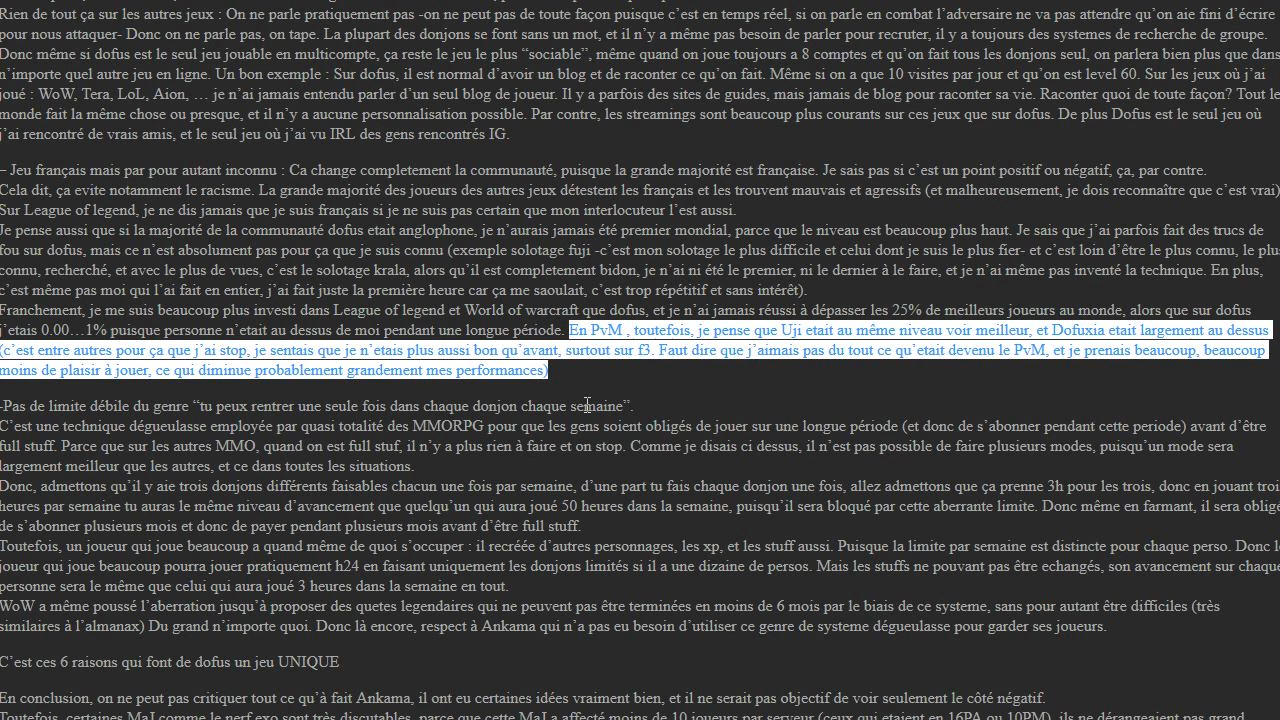 Rien de tout ça sur les autres jeux : On ne parle pratiquement pas -on ne peut pas de toute façon puisque c’est en temps réel, si on parle en combat l’adversaire ne va pas attendre qu’on aie fini d’écrire
pour nous attaquer- Donc on ne parle pas, on tape. La plupart des donjons se font sans un mot, et il n’y a même pas besoin de parler pour recruter, il y a toujours des systemes de recherche de groupe.
Donc même si dofus est le seul jeu jouable en multicompte, ça reste le jeu le plus “sociable”, même quand on joue toujours a 8 comptes et qu’on fait tous les donjons seul, on parlera bien plus que dans
n’importe quel autre jeu en ligne. Un bon exemple : Sur dofus, il est normal d’avoir un blog et de raconter ce qu’on fait. Même si on a que 10 visites par jour et qu’on est level 60. Sur les jeux où j’ai
joué : WoW, Tera, LoL, Aion, … je n’ai jamais entendu parler d’un seul blog de joueur. Il y a parfois des sites de guides, mais jamais de blog pour raconter sa vie. Raconter quoi de toute façon? Tout le
monde fait la même chose ou presque, et il n’y a aucune personnalisation possible. Par contre, les streamings sont beaucoup plus courants sur ces jeux que sur dofus. De plus Dofus est le seul jeu où
j’ai rencontré de vrais amis, et le seul jeu où j’ai vu IRL des gens rencontrés IG.
– Jeu français mais par pour autant inconnu : Ca change completement la communauté, puisque la grande majorité est française. Je sais pas si c’est un point positif ou négatif, ça, par contre.
Cela dit, ça evite notamment le racisme. La grande majorité des joueurs des autres jeux détestent les français et les trouvent mauvais et agressifs (et malheureusement, je dois reconnaître que c’est vrai)
Sur League of legend, je ne dis jamais que je suis français si je ne suis pas certain que mon interlocuteur l’est aussi.
Je pense aussi que si la majorité de la communauté dofus etait anglophone, je n’aurais jamais été premier mondial, parce que le niveau est beaucoup plus haut. Je sais que j’ai parfois fait des trucs de
fou sur dofus, mais ce n’est absolument pas pour ça que je suis connu (exemple solotage fuji -c’est mon solotage le plus difficile et celui dont je suis le plus fier- et c’est loin d’être le plus connu, le plus
connu, recherché, et avec le plus de vues, c’est le solotage krala, alors qu’il est completement bidon, je n’ai ni été le premier, ni le dernier à le faire, et je n’ai même pas inventé la technique. En plus,
c’est même pas moi qui l’ai fait en entier, j’ai fait juste la première heure car ça me saoulait, c’est trop répétitif et sans intérêt).
Franchement, je me suis beaucoup plus investi dans League of legend et World of warcraft que dofus, et je n’ai jamais réussi à dépasser les 25% de meilleurs joueurs au monde, alors que sur dofus
j’etais 0.00…1% puisque personne n’etait au dessus de moi pendant une longue période. En PvM , toutefois, je pense que Uji etait au même niveau voir meilleur, et Dofuxia etait largement au dessus
(c’est entre autres pour ça que j’ai stop, je sentais que je n’etais plus aussi bon qu’avant, surtout sur f3. Faut dire que j’aimais pas du tout ce qu’etait devenu le PvM, et je prenais beaucoup, beaucoup
moins de plaisir à jouer, ce qui diminue probablement grandement mes performances)
-Pas de limite débile du genre “tu peux rentrer une seule fois dans chaque donjon chaque semaine”.
C’est une technique dégueulasse employée par quasi totalité des MMORPG pour que les gens soient obligés de jouer sur une longue période (et donc de s’abonner pendant cette periode) avant d’être
full stuff. Parce que sur les autres MMO, quand on est full stuf, il n’y a plus rien à faire et on stop. Comme je disais ci dessus, il n’est pas possible de faire plusieurs modes, puisqu’un mode sera
largement meilleur que les autres, et ce dans toutes les situations.
Donc, admettons qu’il y aie trois donjons différents faisables chacun une fois par semaine, d’une part tu fais chaque donjon une fois, allez admettons que ça prenne 3h pour les trois, donc en jouant trois
heures par semaine tu auras le même niveau d’avancement que quelqu’un qui aura joué 50 heures dans la semaine, puisqu’il sera bloqué par cette aberrante limite. Donc même en farmant, il sera obligé
de s’abonner plusieurs mois et donc de payer pendant plusieurs mois avant d’être full stuff.
Toutefois, un joueur qui joue beaucoup a quand même de quoi s’occuper : il recréée d’autres personnages, les xp, et les stuff aussi. Puisque la limite par semaine est distincte pour chaque perso. Donc le
joueur qui joue beaucoup pourra jouer pratiquement h24 en faisant uniquement les donjons limités si il a une dizaine de persos. Mais les stuffs ne pouvant pas être echangés, son avancement sur chaque
personne sera le même que celui qui aura joué 3 heures dans la semaine en tout.
WoW a même poussé l’aberration jusqu’à proposer des quetes legendaires qui ne peuvent pas être terminées en moins de 6 mois par le biais de ce systeme, sans pour autant être difficiles (très
similaires à l’almanax) Du grand n’importe quoi. Donc là encore, respect à Ankama qui n’a pas eu besoin d’utiliser ce genre de systeme dégueulasse pour garder ses joueurs.
C’est ces 6 raisons qui font de dofus un jeu UNIQUE
En conclusion, on ne peut pas critiquer tout ce qu’à fait Ankama, il ont eu certaines idées vraiment bien, et il ne serait pas objectif de voir seulement le côté négatif.
Toutefois, certaines MaJ comme le nerf exo sont très discutables, parce que cette MaJ a affecté moins de 10 joueurs par serveur (ceux qui etaient en 16PA ou 10PM), ils ne dérangeaient pas grand